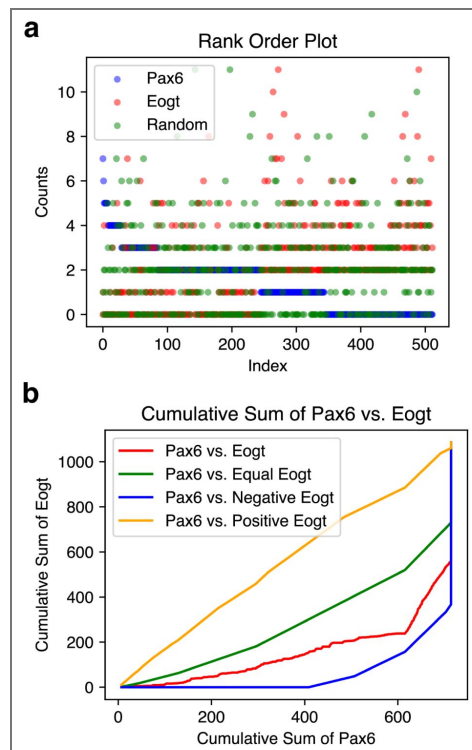 a
Rank Order Plot
Pax6
Eogt
Random
10
8
6
4
2
0
Counts
0 100 200 300 400 500
Index
b
Cumulative Sum of Pax6 vs. Eogt
Pax6 vs. Eogt
Pax6 vs. Equal Eogt
Pax6 vs. Negative Eogt
Pax6 vs. Positive Eogt
1000
800
600
400
200
0
Cumulative Sum of Eogt
0 200 400 600
Cumulative Sum of Pax6